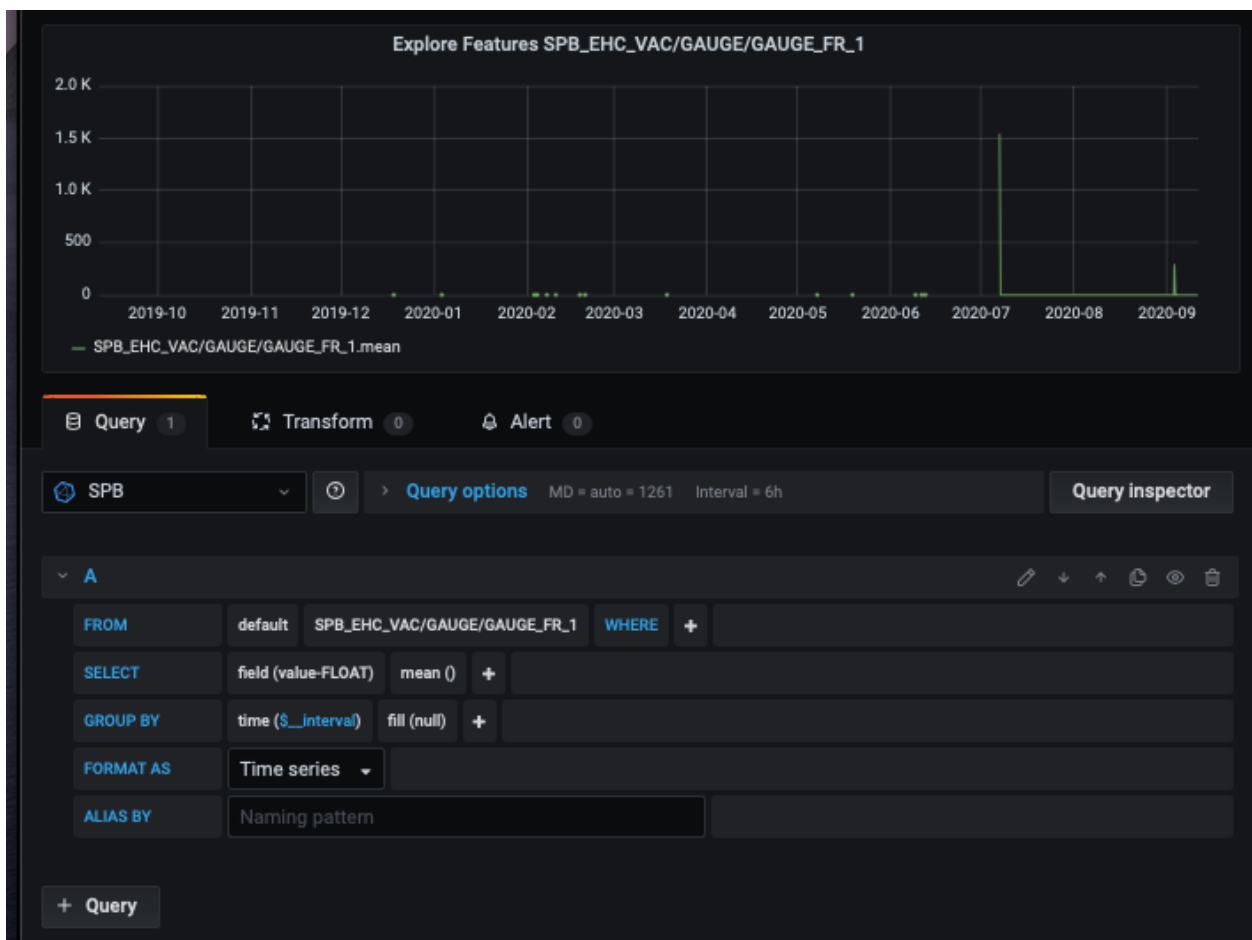 Explore Features SPB_EHC_VAC/GAUGE/GAUGE_FR_1
2.0 K
1.5 K
1.0 K
500
0
2019-10 2019-11 2019-12 2020-01 2020-02 2020-03 2020-04 2020-05 2020-06 2020-07 2020-08 2020-09
SPB_EHC_VAC/GAUGE/GAUGE_FR_1.mean
Query 1 Transform 0 Alert 0
SPB Query options MD = auto = 1261 Interval = 6h Query inspector
A
FROM default SPB_EHC_VAC/GAUGE/GAUGE_FR_1 WHERE +
SELECT field (value-FLOAT) mean () +
GROUP BY time ($__interval) fill (null) +
FORMAT AS Time series
ALIAS BY Naming pattern
+ Query